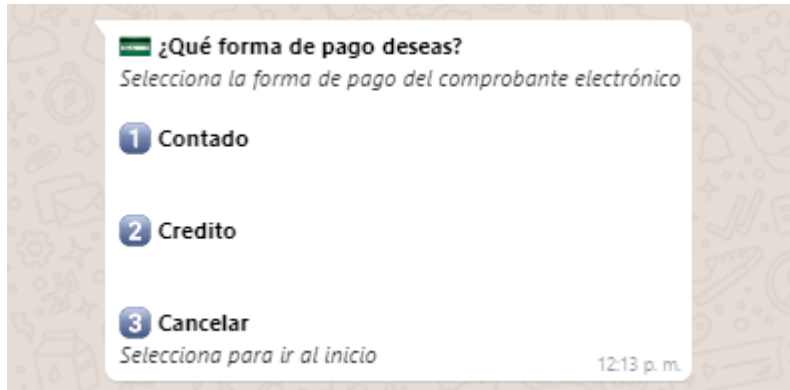 💳 ¿Qué forma de pago deseas?
Selecciona la forma de pago del comprobante electrónico
1 Contado
2 Credito
3 Cancelar
Selecciona para ir al inicio
12:13 p. m.